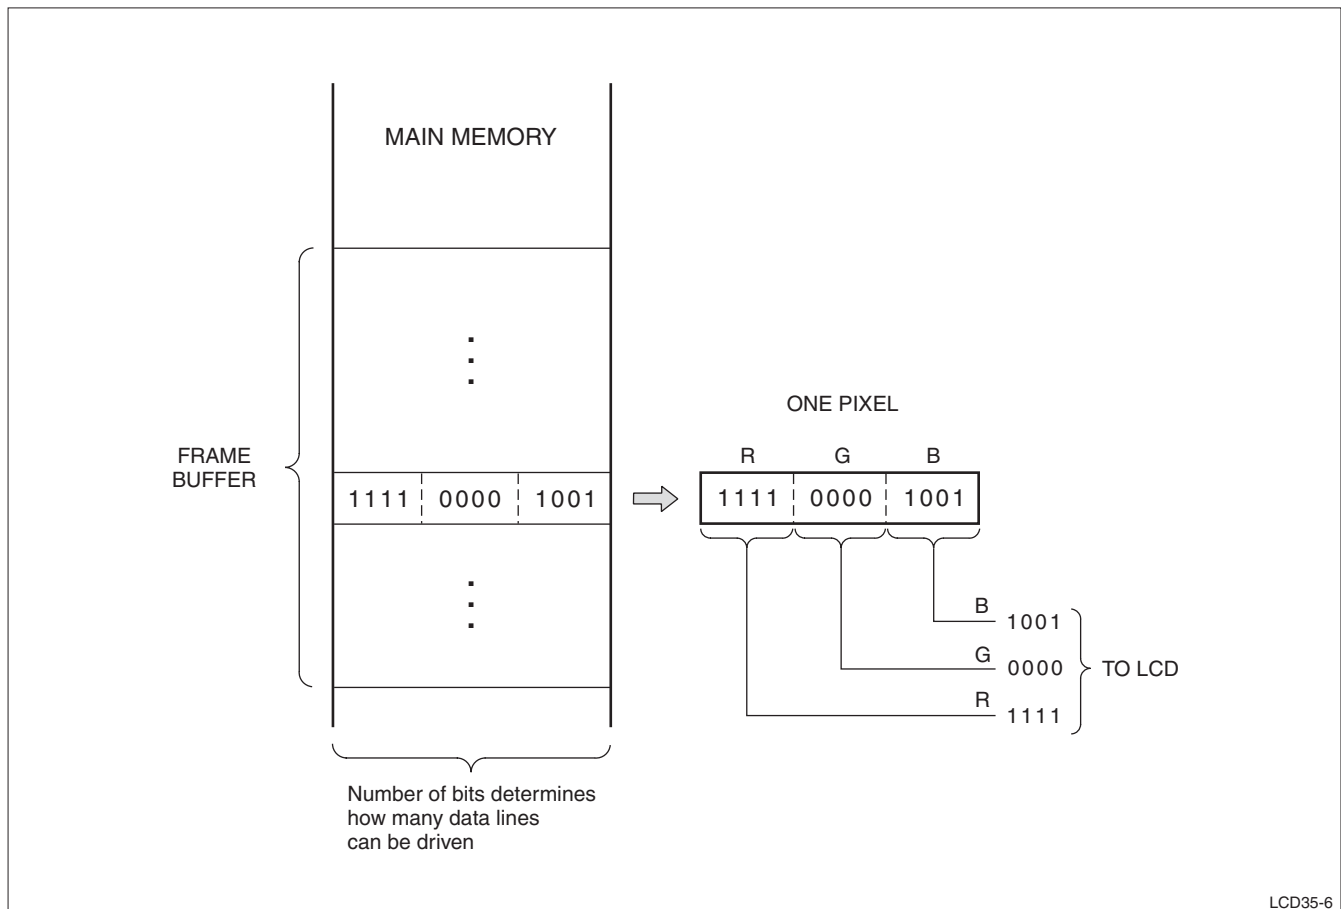 MAIN MEMORY
.
.
.
FRAME
BUFFER
1111 0000 1001
.
.
.
Number of bits determines
how many data lines
can be driven
ONE PIXEL
R G B
1111 0000 1001
B 1001
G 0000
R 1111
TO LCD
LCD35-6